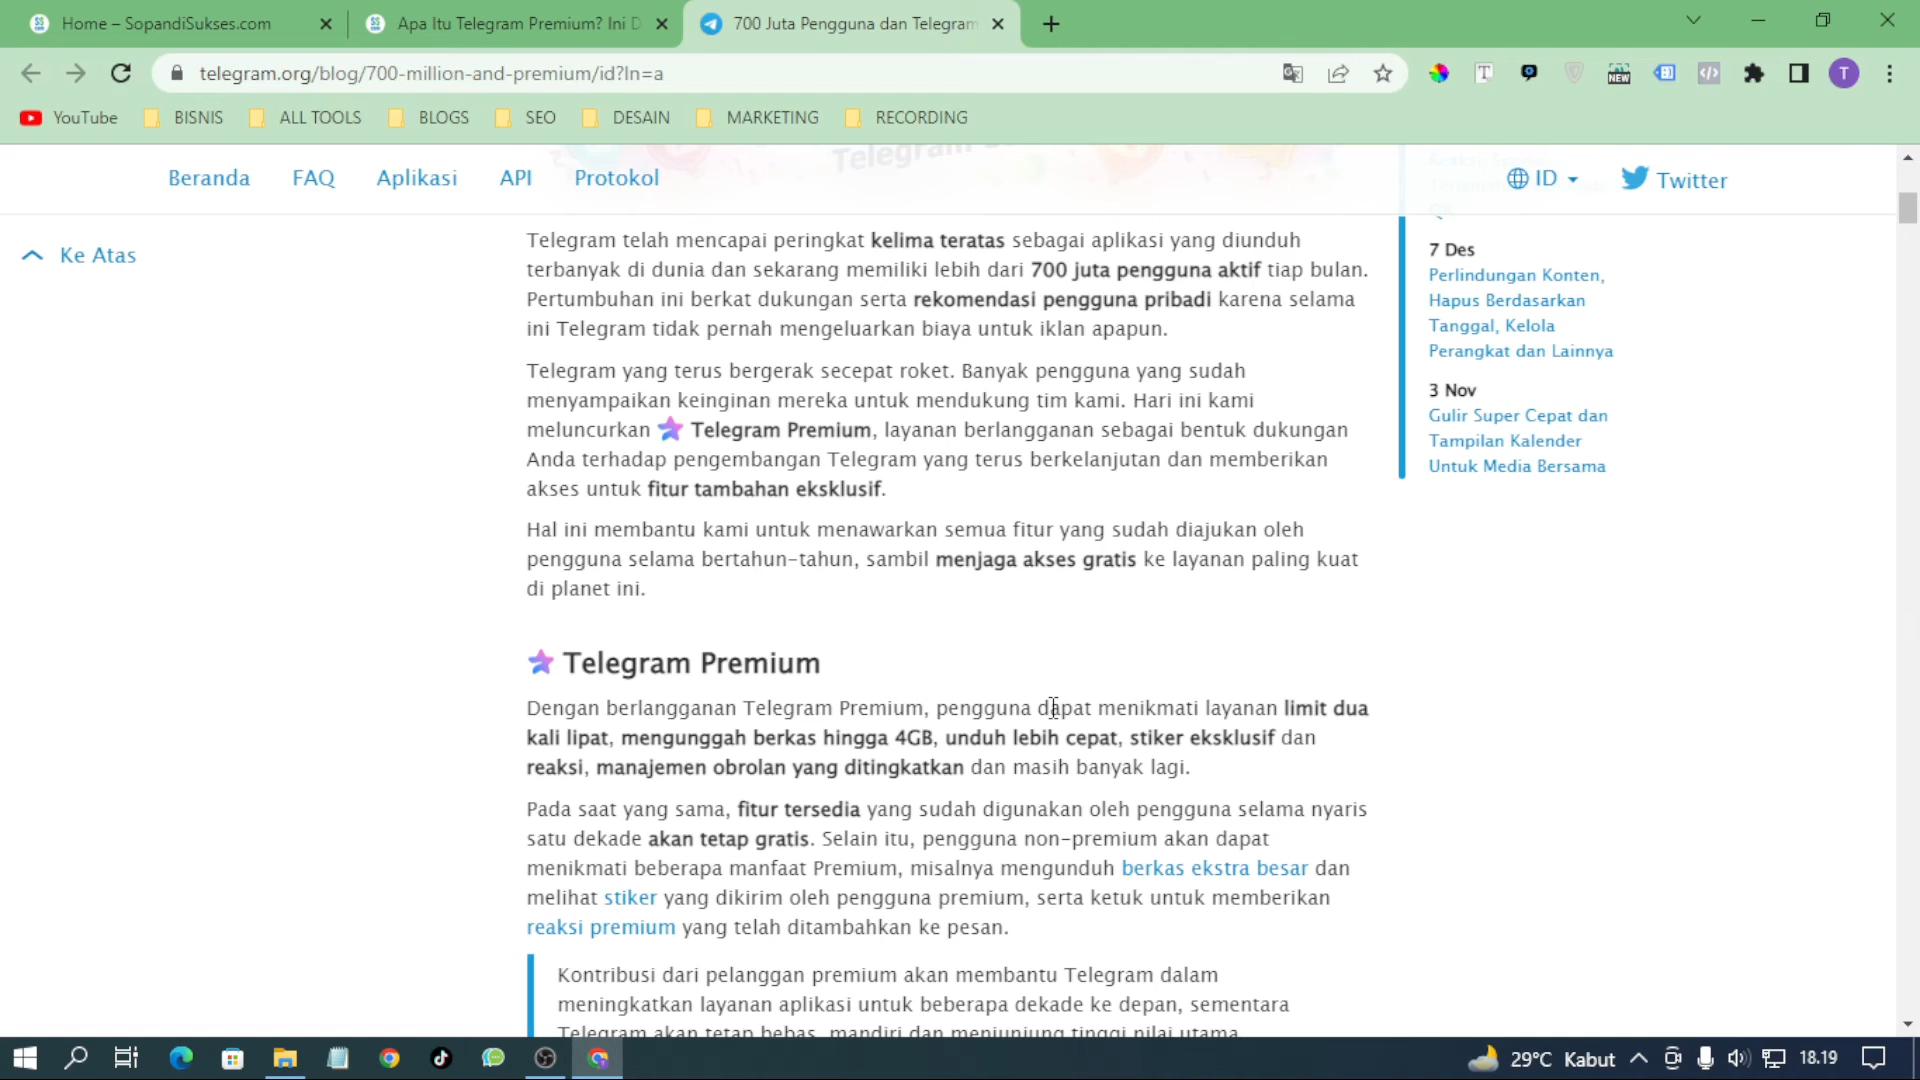 Home – SopandiSukses.com
Apa Itu Telegram Premium? Ini D
700 Juta Pengguna dan Telegram
telegram.org/blog/700-million-and-premium/id?ln=a
YouTube
BISNIS
ALL TOOLS
BLOGS
SEO
DESAIN
MARKETING
RECORDING
Beranda
FAQ
Aplikasi
API
Protokol
ID
Twitter
Ke Atas
Telegram telah mencapai peringkat kelima teratas sebagai aplikasi yang diunduh
terbanyak di dunia dan sekarang memiliki lebih dari 700 juta pengguna aktif tiap bulan.
Pertumbuhan ini berkat dukungan serta rekomendasi pengguna pribadi karena selama
ini Telegram tidak pernah mengeluarkan biaya untuk iklan apapun.
Telegram yang terus bergerak secepat roket. Banyak pengguna yang sudah
menyampaikan keinginan mereka untuk mendukung tim kami. Hari ini kami
meluncurkan Telegram Premium, layanan berlangganan sebagai bentuk dukungan
Anda terhadap pengembangan Telegram yang terus berkelanjutan dan memberikan
akses untuk fitur tambahan eksklusif.
Hal ini membantu kami untuk menawarkan semua fitur yang sudah diajukan oleh
pengguna selama bertahun-tahun, sambil menjaga akses gratis ke layanan paling kuat
di planet ini.
Telegram Premium
Dengan berlangganan Telegram Premium, pengguna dapat menikmati layanan limit dua
kali lipat, mengunggah berkas hingga 4GB, unduh lebih cepat, stiker eksklusif dan
reaksi, manajemen obrolan yang ditingkatkan dan masih banyak lagi.
Pada saat yang sama, fitur tersedia yang sudah digunakan oleh pengguna selama nyaris
satu dekade akan tetap gratis. Selain itu, pengguna non-premium akan dapat
menikmati beberapa manfaat Premium, misalnya mengunduh berkas ekstra besar dan
melihat stiker yang dikirim oleh pengguna premium, serta ketuk untuk memberikan
reaksi premium yang telah ditambahkan ke pesan.
Kontribusi dari pelanggan premium akan membantu Telegram dalam
meningkatkan layanan aplikasi untuk beberapa dekade ke depan, sementara
Telegram akan tetap bebas, mandiri dan menjunjung tinggi nilai utama
7 Des
Perlindungan Konten,
Hapus Berdasarkan
Tanggal, Kelola
Perangkat dan Lainnya
3 Nov
Gulir Super Cepat dan
Tampilan Kalender
Untuk Media Bersama
29°C Kabut
18.19